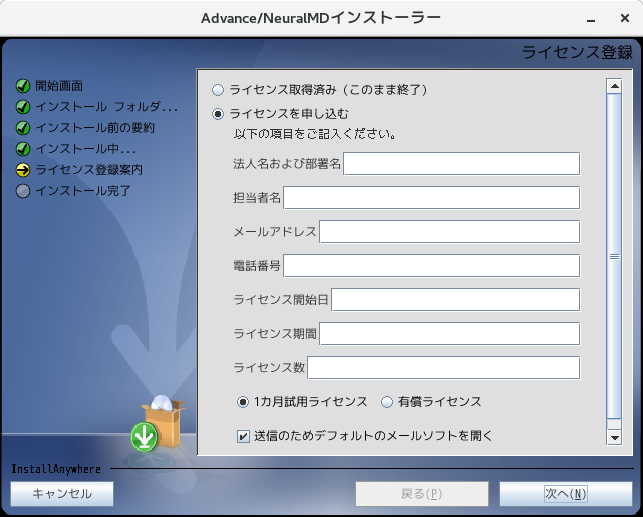 Advance/NeuralMDインストーラー
ライセンス登録
開始画面
インストール フォルダ...
インストール前の要約
インストール中...
ライセンス登録案内
インストール完了
ライセンス取得済み（このまま終了）
ライセンスを申し込む
以下の項目をご記入ください。
法人名および部署名
担当者名
メールアドレス
電話番号
ライセンス開始日
ライセンス期間
ライセンス数
1カ月試用ライセンス 有償ライセンス
送信のためデフォルトのメールソフトを開く
InstallAnywhere
キャンセル 戻る(P) 次へ(N)